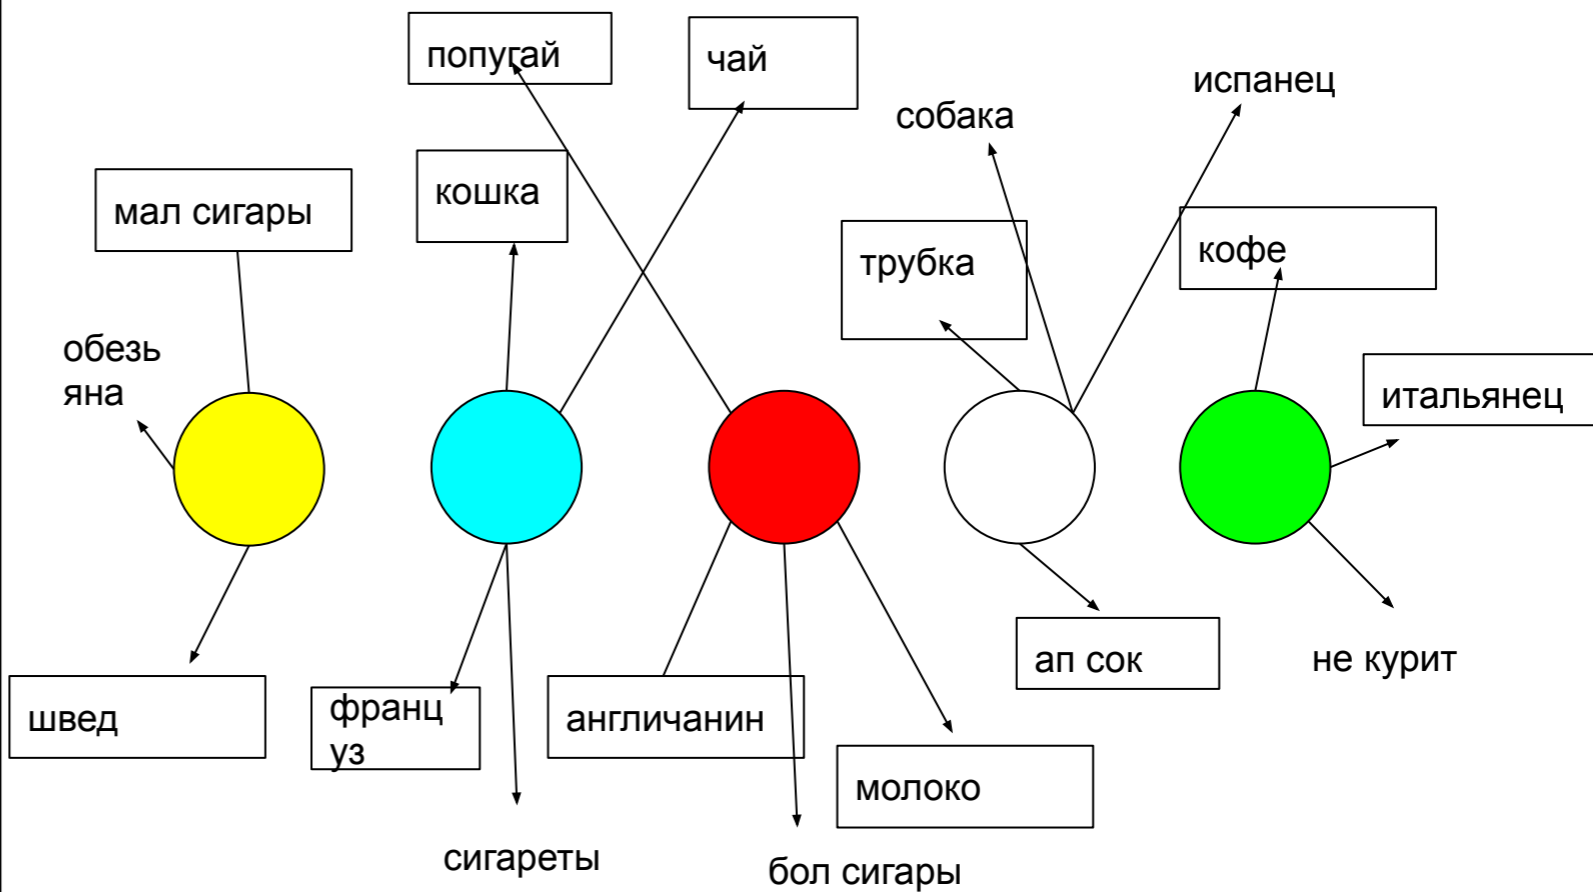 попугай
чай
испанец
собака
кошка
мал сигары
кофе
трубка
обезь
яна
итальянец
ап сок
не курит
франц
уз
швед
англичанин
молоко
сигареты
бол сигары